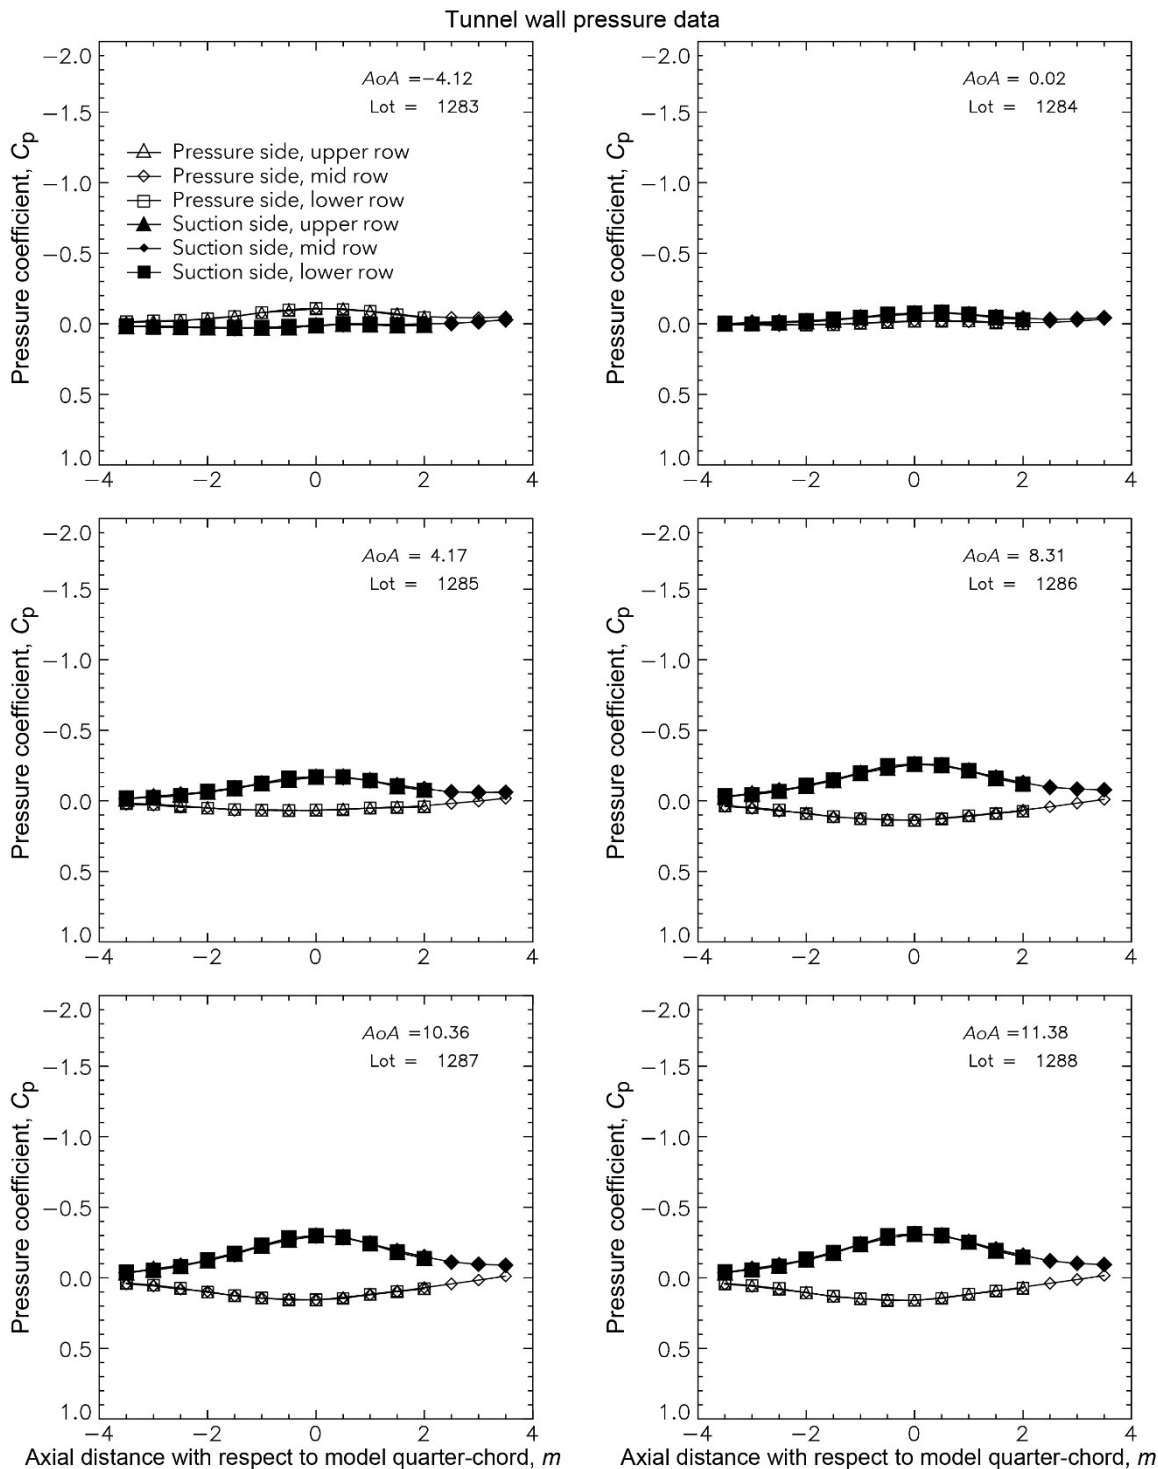 Tunnel wall pressure data
Pressure coefficient, Cp
−2.0
−1.5
−1.0
−0.5
0.0
0.5
1.0
AoA =−4.12
Lot = 1283
Pressure side, upper row
Pressure side, mid row
Pressure side, lower row
Suction side, upper row
Suction side, mid row
Suction side, lower row
−4 −2 0 2 4
Pressure coefficient, Cp
−2.0
−1.5
−1.0
−0.5
0.0
0.5
1.0
AoA = 0.02
Lot = 1284
−4 −2 0 2 4
Pressure coefficient, Cp
−2.0
−1.5
−1.0
−0.5
0.0
0.5
1.0
AoA = 4.17
Lot = 1285
−4 −2 0 2 4
Pressure coefficient, Cp
−2.0
−1.5
−1.0
−0.5
0.0
0.5
1.0
AoA = 8.31
Lot = 1286
−4 −2 0 2 4
Pressure coefficient, Cp
−2.0
−1.5
−1.0
−0.5
0.0
0.5
1.0
AoA =10.36
Lot = 1287
−4 −2 0 2 4
Axial distance with respect to model quarter-chord, m
Pressure coefficient, Cp
−2.0
−1.5
−1.0
−0.5
0.0
0.5
1.0
AoA =11.38
Lot = 1288
−4 −2 0 2 4
Axial distance with respect to model quarter-chord, m